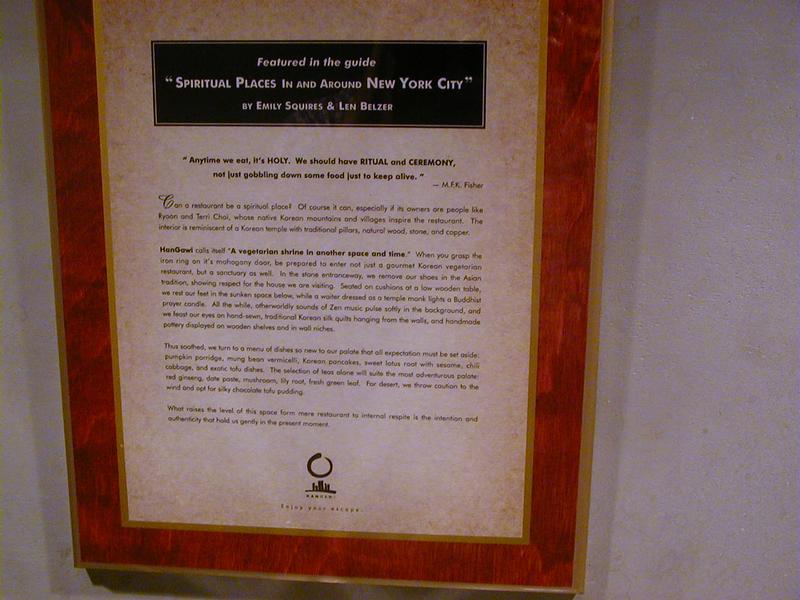 Featured in the guide
"SPIRITUAL PLACES IN AND AROUND NEW YORK CITY"
BY EMILY SQUIRES & LEN BELZER
"Anytime we eat, it's HOLY. We should have RITUAL and CEREMONY,
not just gobbling down some food just to keep alive."
— M.F.K. Fisher
Can a restaurant be a spiritual place? Of course it can, especially if its owners are people like
Ryoon and Terri Choi, whose native Korean mountains and villages inspire the restaurant. The
interior is reminiscent of a Korean temple with traditional pillars, natural wood, stone, and copper.
HanGawi calls itself "A vegetarian shrine in another space and time." When you grasp the
iron ring on it's mahogany door, be prepared to enter not just a gourmet Korean vegetarian
restaurant, but a sanctuary as well. In the stone entranceway, we remove our shoes in the Asian
tradition, showing respect for the house we are visiting. Seated on cushions at a low wooden table,
we rest our feet in the sunken space below, while a waiter dressed as a temple monk lights a Buddhist
prayer candle. All the while, otherworldly sounds of Zen music pulse softly in the background, and
we feast our eyes on hand-sewn, traditional Korean silk quilts hanging from the walls, and handmade
pottery displayed on wooden shelves and in wall niches.
Thus soothed, we turn to a menu of dishes so new to our palate that all expectation must be set aside:
pumpkin porridge, mung bean vermicelli, Korean pancakes, sweet lotus root with sesame, chili
cabbage, and exotic tofu dishes. The selection of teas alone will suite the most adventurous palate:
red ginseng, date paste, mushroom, lily root, fresh green leaf. For desert, we throw caution to the
wind and opt for silky chocolate tofu pudding.
What raises the level of this space form mere restaurant to internal respite is the intention and
authenticity that hold us gently in the present moment.
HANGAWI
Enjoy your escape.